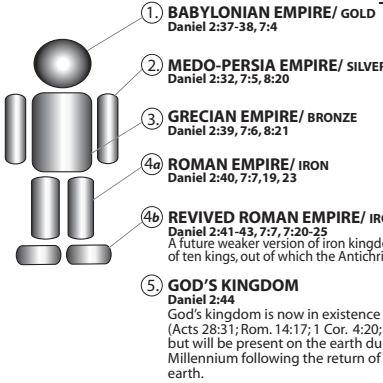 1. BABYLONIAN EMPIRE/ GOLD
Daniel 2:37-38, 7:4
2. MEDO-PERSIA EMPIRE/ SILVER
Daniel 2:32, 7:5, 8:20
3. GRECIAN EMPIRE/ BRONZE
Daniel 2:39, 7:6, 8:21
4a ROMAN EMPIRE/ IRON
Daniel 2:40, 7:7,19, 23
4b REVIVED ROMAN EMPIRE/
Daniel 2:41-43, 7:7, 7:20-25
A future weaker version of iron
of ten kings, out of which the
5. GOD'S KINGDOM
Daniel 2:44
God's kingdom is now in existence
(Acts 28:31; Rom. 14:17; 1 Cor. 4:20;
but will be present on the earth
Millennium following the return of
earth.